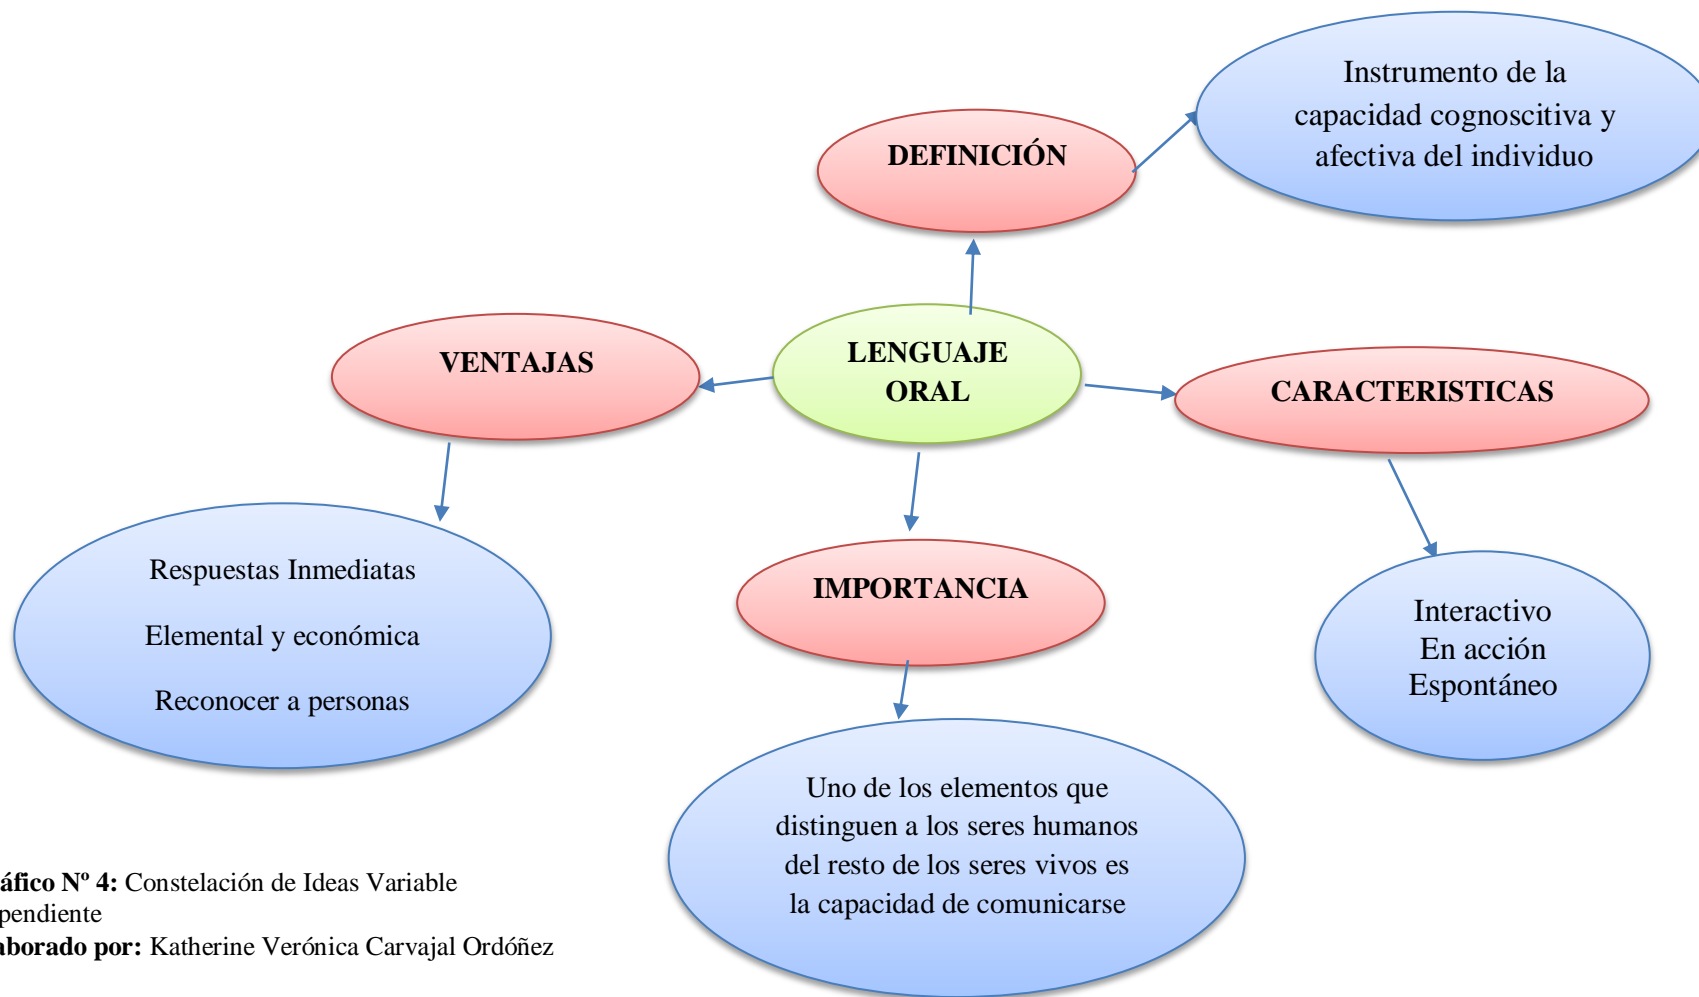 Instrumento de la
capacidad cognoscitiva y
afectiva del individuo
DEFINICIÓN
LENGUAJE
ORAL
VENTAJAS
CARACTERISTICAS
Respuestas Inmediatas
Elemental y económica
Reconocer a personas
IMPORTANCIA
Interactivo
En acción
Espontáneo
Uno de los elementos que
distinguen a los seres humanos
del resto de los seres vivos es
la capacidad de comunicarse
áfico Nº 4: Constelación de Ideas Variable
pendiente
aborado por: Katherine Verónica Carvajal Ordóñez